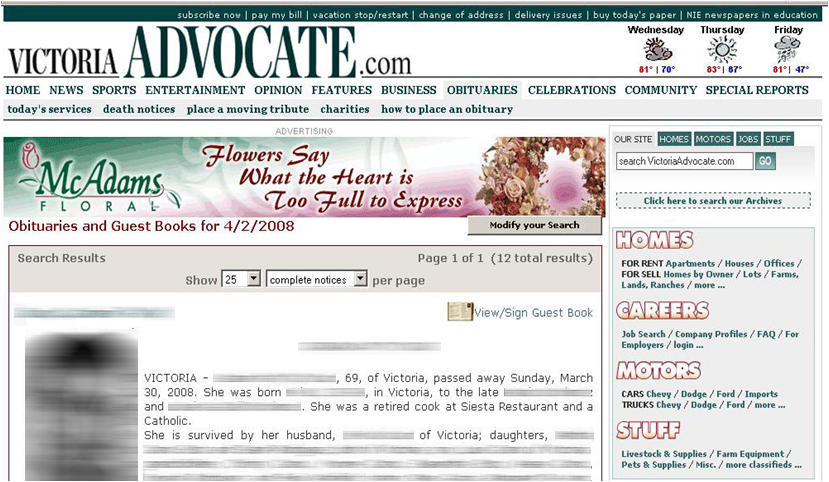 subscribe now | pay my bill | vacation stop/restart | change of address | delivery issues | buy today's paper | NIE newspapers in education
VICTORIA ADVOCATE.com
Wednesday Thursday Friday
81° | 70° 83° | 67° 81° | 47°
HOME NEWS SPORTS ENTERTAINMENT OPINION FEATURES BUSINESS OBITUARIES CELEBRATIONS COMMUNITY SPECIAL REPORTS
today's services death notices place a moving tribute charities how to place an obituary
ADVERTISING
McAdams
FLORAL
Flowers Say
What the Heart is
Too Full to Express
Obituaries and Guest Books for 4/2/2008
Modify your Search
Search Results
Page 1 of 1 (12 total results)
Show 25 complete notices per page
View/Sign Guest Book
VICTORIA - , 69, of Victoria, passed away Sunday, March
30, 2008. She was born , in Victoria, to the late
and . She was a retired cook at Siesta Restaurant and a
Catholic.
She is survived by her husband, of Victoria; daughters,
OUR SITE HOMES MOTORS JOBS STUFF
search VictoriaAdvocate.com GO
Click here to search our Archives
HOMES
FOR RENT Apartments / Houses / Offices /
FOR SELL Homes by Owner / Lots / Farms,
Lands, Ranches / more ...
CAREERS
Job Search / Company Profiles / FAQ / For
Employers / login ...
MOTORS
CARS Chevy / Dodge / Ford / Imports
TRUCKS Chevy / Dodge / Ford / more ...
STUFF
Livestock & Supplies / Farm Equipment /
Pets & Supplies / Misc. / more classifieds ...